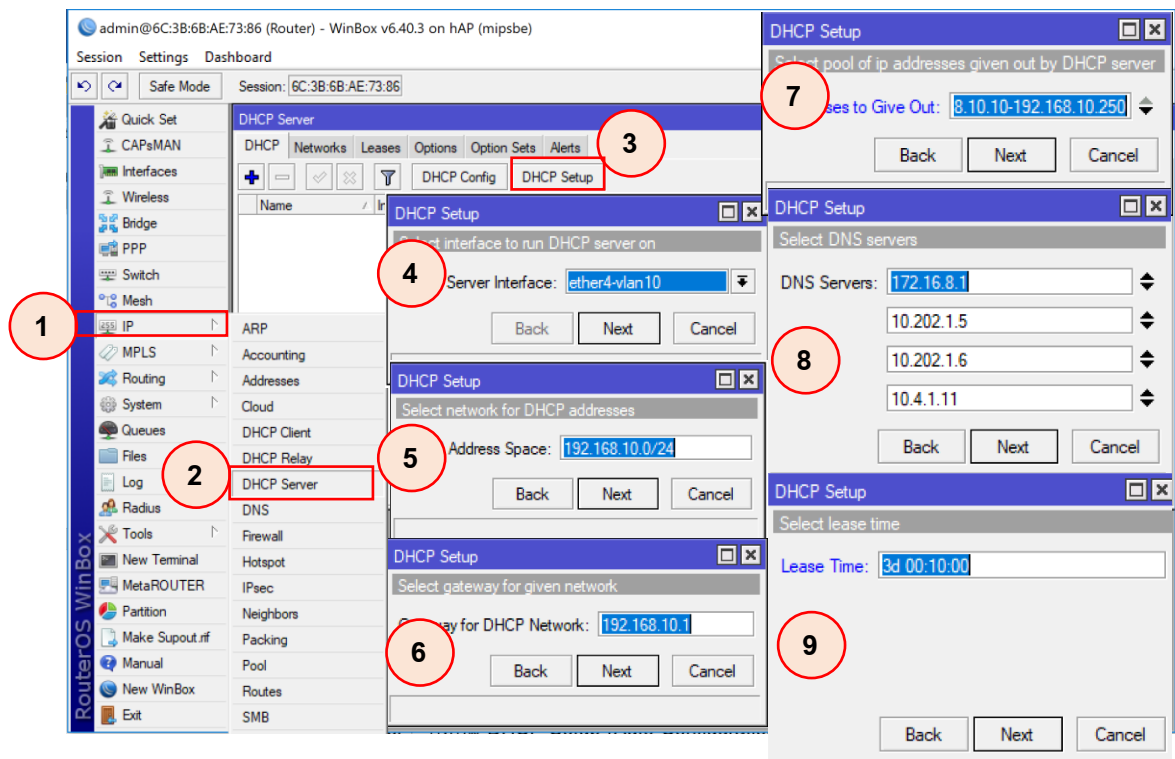 admin@6C:3B:6B:AE:73:86 (Router) - WinBox v6.40.3 on hAP (mipsbe)
Session Settings Dashboard
Safe Mode Session: 6C:3B:6B:AE:73:86
RouterOS WinBox
Quick Set
CAPsMAN
Interfaces
Wireless
Bridge
PPP
Switch
Mesh
1
IP
MPLS
Routing
System
Queues
Files
Log
Radius
Tools
New Terminal
MetaROUTER
Partition
Make Supout.rif
Manual
New WinBox
Exit
2
ARP
Accounting
Addresses
Cloud
DHCP Client
DHCP Relay
DHCP Server
DNS
Firewall
Hotspot
IPsec
Neighbors
Packing
Pool
Routes
SMB
DHCP Server
DHCP Networks Leases Options Option Sets Alerts
3
DHCP Config DHCP Setup
Name
DHCP Setup
Select interface to run DHCP server on
4
Server Interface: ether4-vlan10
Back Next Cancel
DHCP Setup
Select network for DHCP addresses
5
Address Space: 192.168.10.0/24
Back Next Cancel
DHCP Setup
Select gateway for given network
for DHCP Network: 192.168.10.1
6
Back Next Cancel
DHCP Setup
Select pool of ip addresses given out by DHCP server
7
to Give Out: 8.10.10-192.168.10.250
Back Next Cancel
DHCP Setup
Select DNS servers
DNS Servers: 172.16.8.1
10.202.1.5
8
10.202.1.6
10.4.1.11
Back Next Cancel
DHCP Setup
Select lease time
Lease Time: 3d 00:10:00
9
Back Next Cancel